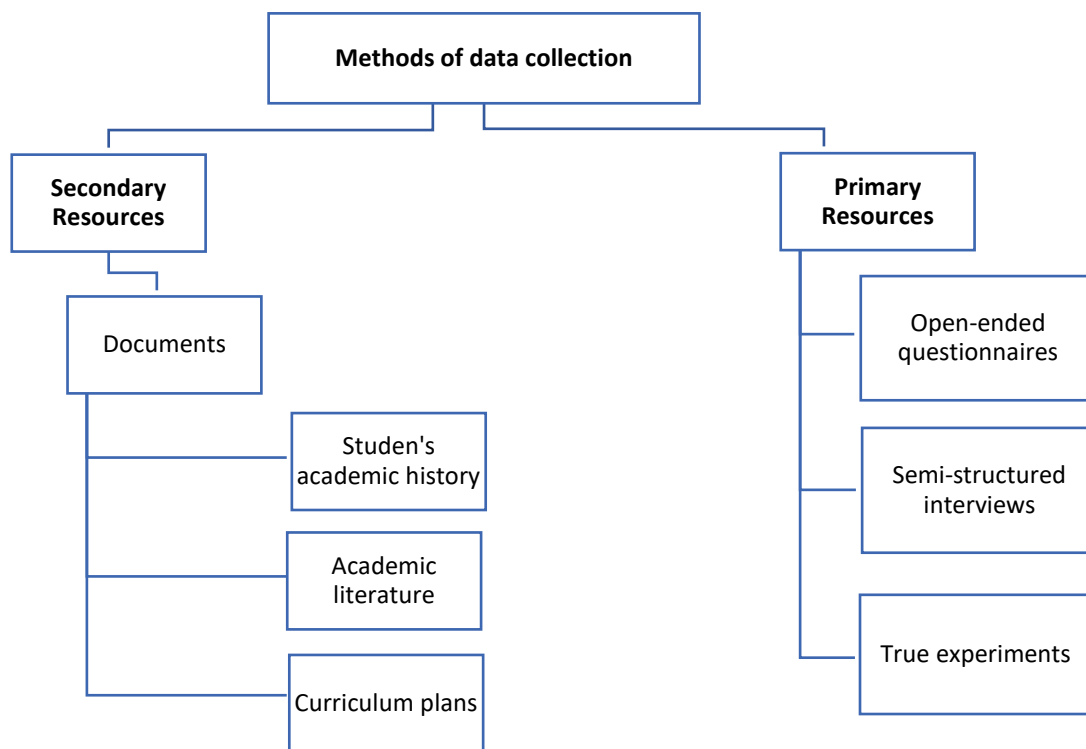 Methods of data collection
Secondary
Resources
Documents
Studen's
academic history
Academic
literature
Curriculum plans
Primary
Resources
Open-ended
questionnaires
Semi-structured
interviews
True experiments